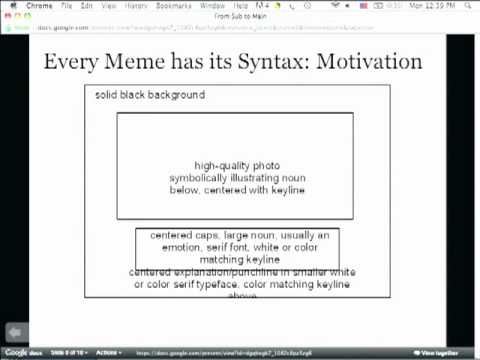 Chrome File Edit View History Bookmarks Window Help
Mon 12:39 PM
From Sub to Main
docs.google.com
Every Meme has its Syntax: Motivation
solid black background
high-quality photo
symbolically illustrating noun
below, centered with keyline
centered caps, large noun, usually an
emotion, serif font, white or color
matching keyline
centered explanation/punchline in smaller white
or color serif typeface, color matching keyline
above
Google docs
Slide 8 of 16
Actions
View together